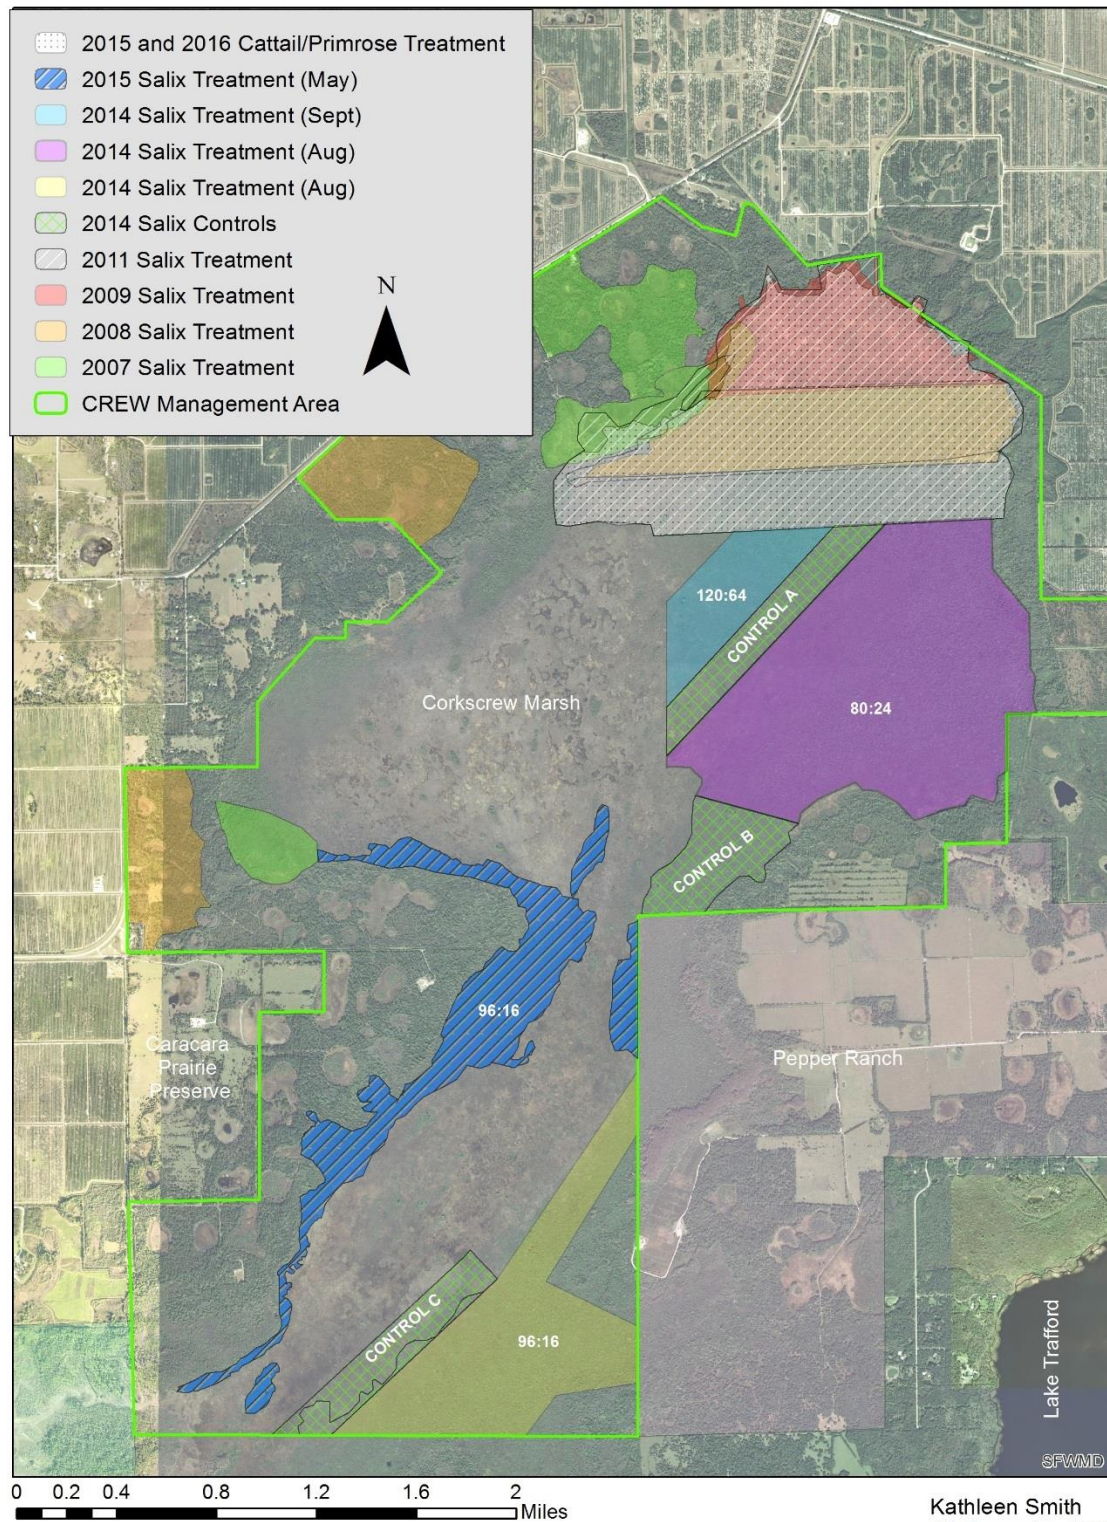 2015 and 2016 Cattail/Primrose Treatment
2015 Salix Treatment (May)
2014 Salix Treatment (Sept)
2014 Salix Treatment (Aug)
2014 Salix Treatment (Aug)
2014 Salix Controls
2011 Salix Treatment
2009 Salix Treatment
2008 Salix Treatment
2007 Salix Treatment
CREW Management Area
N
120:64
CONTROL A
Corkscrew Marsh
80:24
CONTROL B
96:16
Caracara
Prairie
Preserve
Pepper Ranch
CONTROL C
96:16
Lake Trafford
SFWMD
0 0.2 0.4 0.8 1.2 1.6 2
Miles
Kathleen Smith